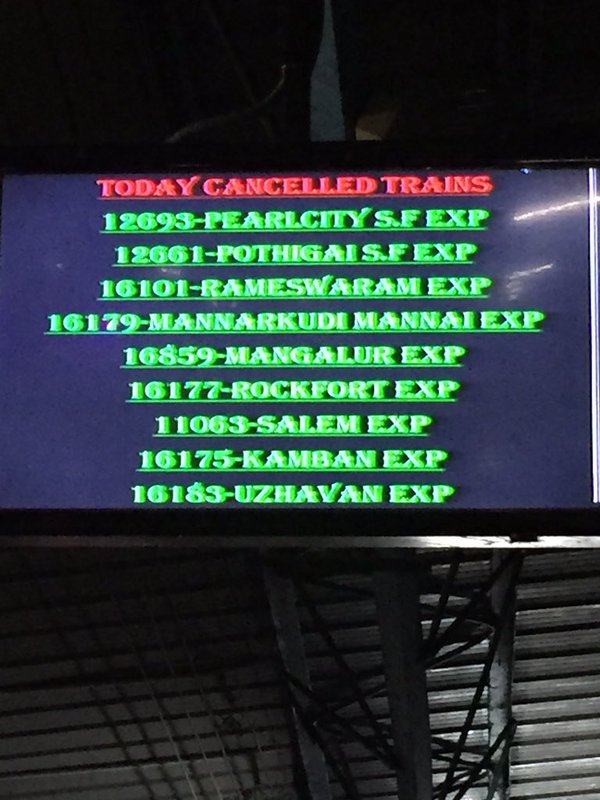 TODAY CANCELLED TRAINS
12693-PEARLCITY S.F EXP
12661-POTHIGAI S.F EXP
16101-RAMESWARAM EXP
16179-MANNARKUDI MANNAI EXP
16859-MANGALUR EXP
16177-ROCKFORT EXP
11063-SALEM EXP
16175-KAMBAN EXP
16183-UZHAVAN EXP